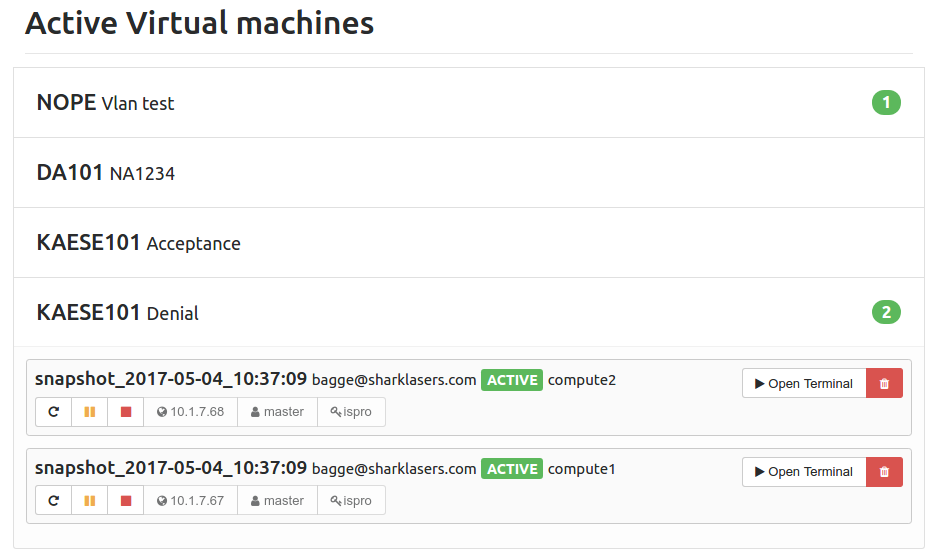 Active Virtual machines
NOPE Vlan test 1
DA101 NA1234
KAESE101 Acceptance
KAESE101 Denial 2
snapshot_2017-05-04_10:37:09 bagge@sharklasers.com ACTIVE compute2 Open Terminal
10.1.7.68 master ispro
snapshot_2017-05-04_10:37:09 bagge@sharklasers.com ACTIVE compute1 Open Terminal
10.1.7.67 master ispro